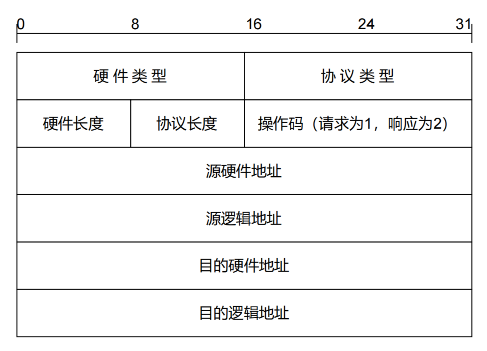 0 8 16 24 31
硬件类型 协议类型
硬件长度 协议长度 操作码（请求为1，响应为2）
源硬件地址
源逻辑地址
目的硬件地址
目的逻辑地址